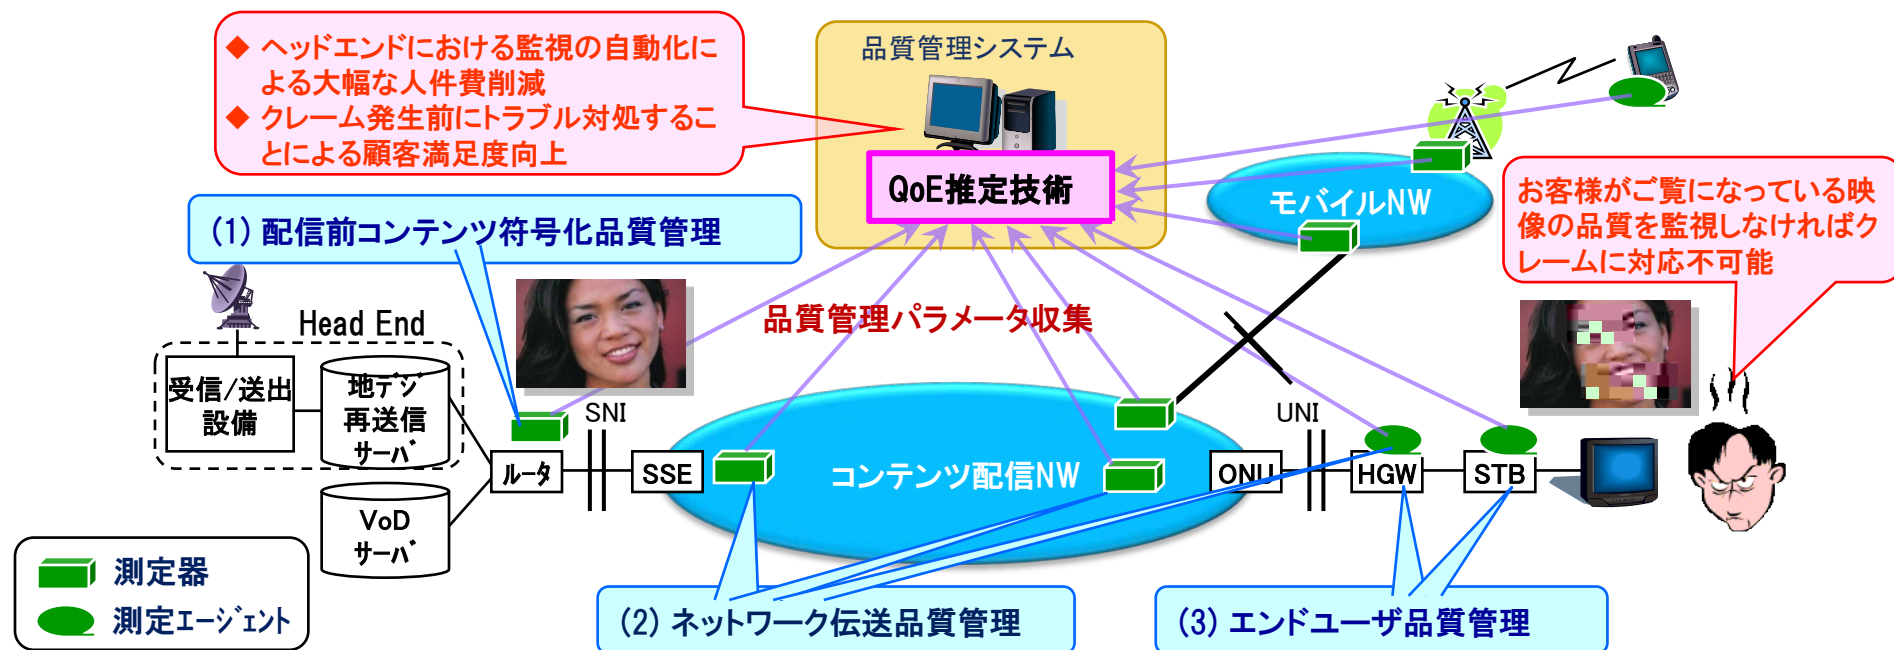 ◆ ヘッドエンドにおける監視の自動化に
よる大幅な人件費削減
◆ クレーム発生前にトラブル対処するこ
とによる顧客満足度向上
品質管理システム
QoE推定技術
モバイルNW
お客様がご覧になっている映
像の品質を監視しなければク
レームに対応不可能
(1) 配信前コンテンツ符号化品質管理
品質管理パラメータ収集
Head End
受信/送出
設備
地デジ
再送信
サーバ
ルータ
SNI
SSE
コンテンツ配信NW
ONU
UNI
HGW
STB
VoD
サーバ
測定器
測定エージェント
(2) ネットワーク伝送品質管理
(3) エンドユーザ品質管理